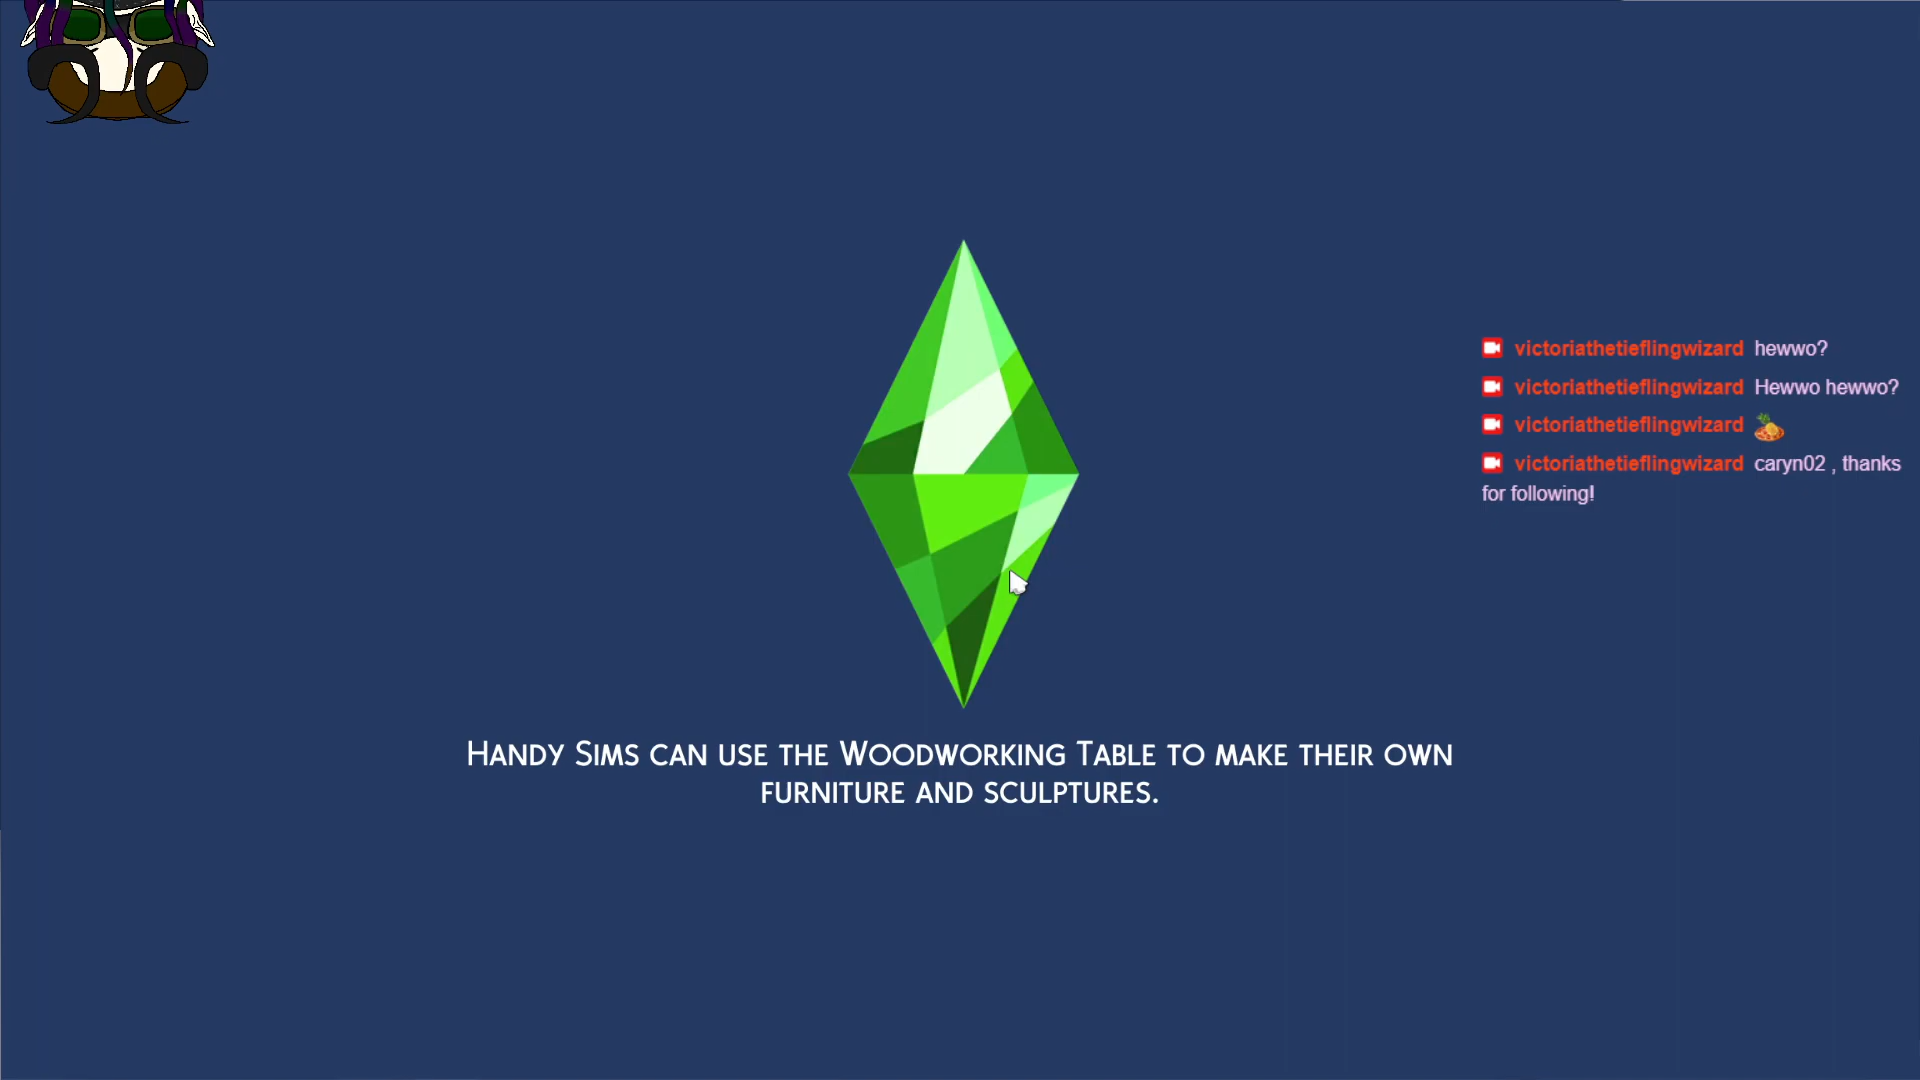 victoriathetieflingwizard hewwo?
victoriathetieflingwizard Hewwo hewwo?
victoriathetieflingwizard
victoriathetieflingwizard caryn02 , thanks
for following!
Handy Sims can use the Woodworking Table to make their own
furniture and sculptures.